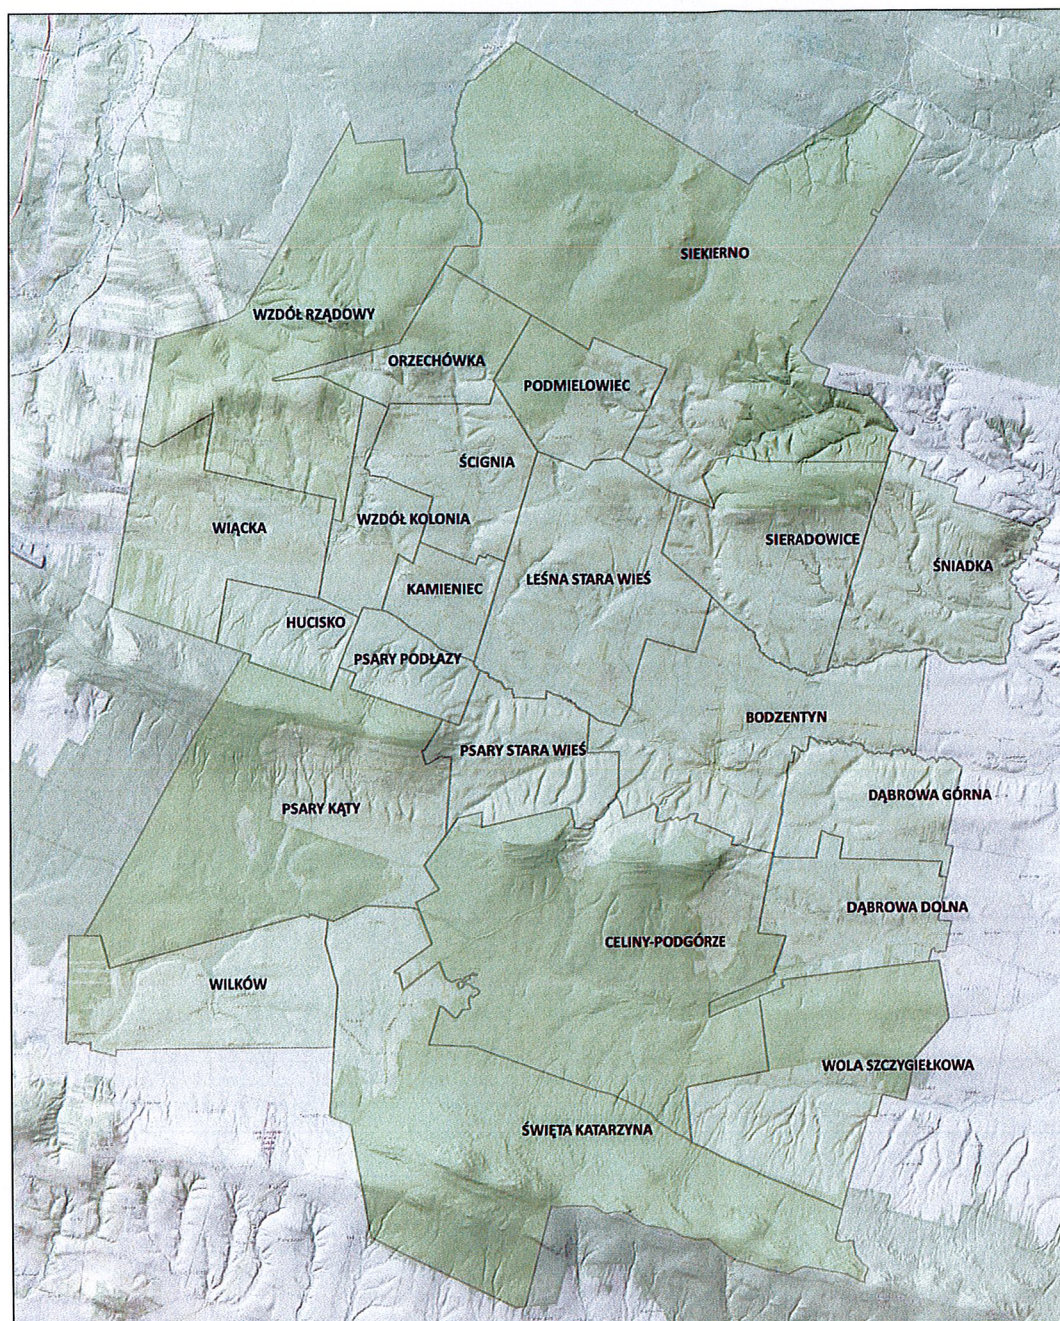 SIEKIERNO
WZDÓŁ RZĄDOWY
ORZECHÓWKA
PODMIELOWIEC
ŚCIGNIA
WIĄCKA
WZDÓŁ KOLONIA
SIERADOWICE
ŚNIADKA
KAMIENIEC
LEŚNA STARA WIEŚ
HUCISKO
PSARY PODŁAZY
BODZENTYN
PSARY STARA WIEŚ
PSARY KĄTY
DĄBROWA GÓRNA
DĄBROWA DOLNA
CELINY-PODGÓRZE
WILKÓW
WOLA SZCZYGIEŁKOWA
ŚWIĘTA KATARZYNA